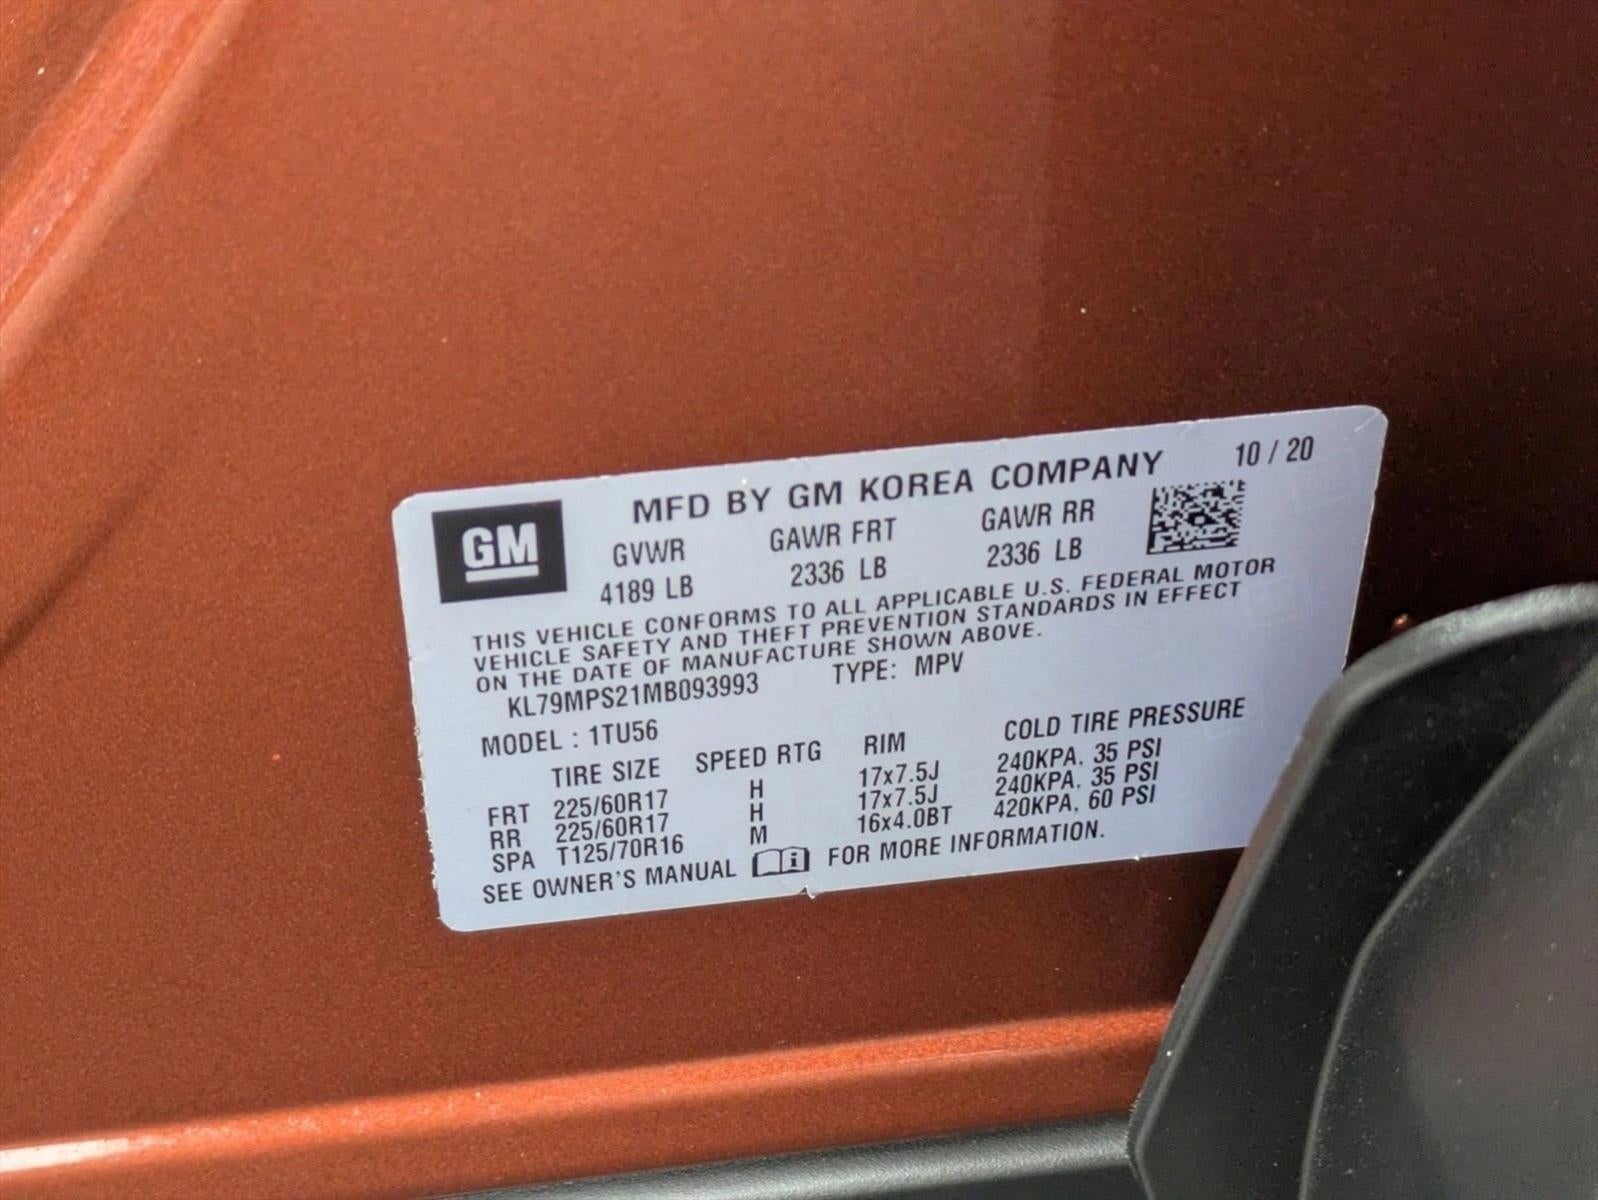 MFD BY GM KOREA COMPANY 10 / 20
GM
GVWR GAWR FRT GAWR RR
4189 LB 2336 LB 2336 LB
THIS VEHICLE CONFORMS TO ALL APPLICABLE U.S. FEDERAL MOTOR
VEHICLE SAFETY AND THEFT PREVENTION STANDARDS IN EFFECT
ON THE DATE OF MANUFACTURE SHOWN ABOVE.
KL79MPS21MB093993 TYPE: MPV
MODEL : 1TU56
TIRE SIZE SPEED RTG RIM COLD TIRE PRESSURE
FRT 225/60R17 H 17x7.5J 240KPA, 35 PSI
RR 225/60R17 H 17x7.5J 240KPA, 35 PSI
SPA T125/70R16 M 16x4.0BT 420KPA, 60 PSI
SEE OWNER'S MANUAL i FOR MORE INFORMATION.